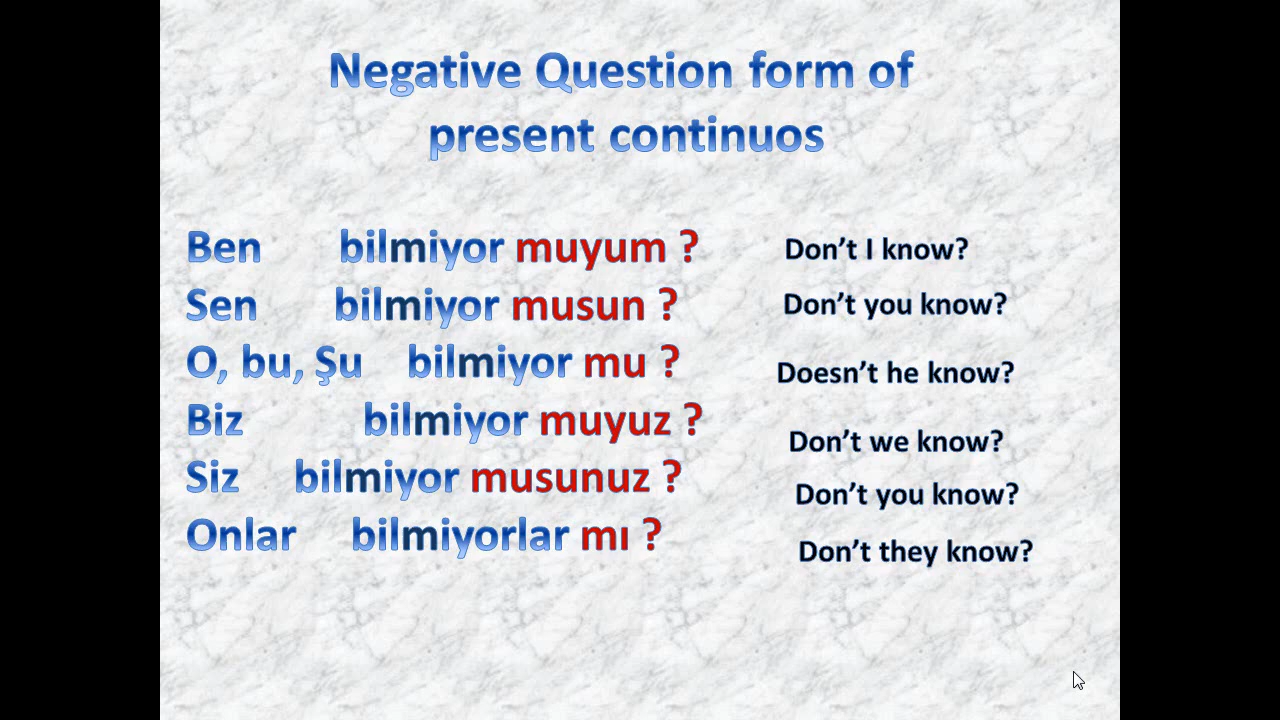 Negative Question form of
present continuos
Ben bilmiyor muyum ? Don't I know?
Sen bilmiyor musun ? Don't you know?
O, bu, Şu bilmiyor mu ? Doesn't he know?
Biz bilmiyor muyuz ? Don't we know?
Siz bilmiyor musunuz ? Don't you know?
Onlar bilmiyorlar mı ? Don't they know?